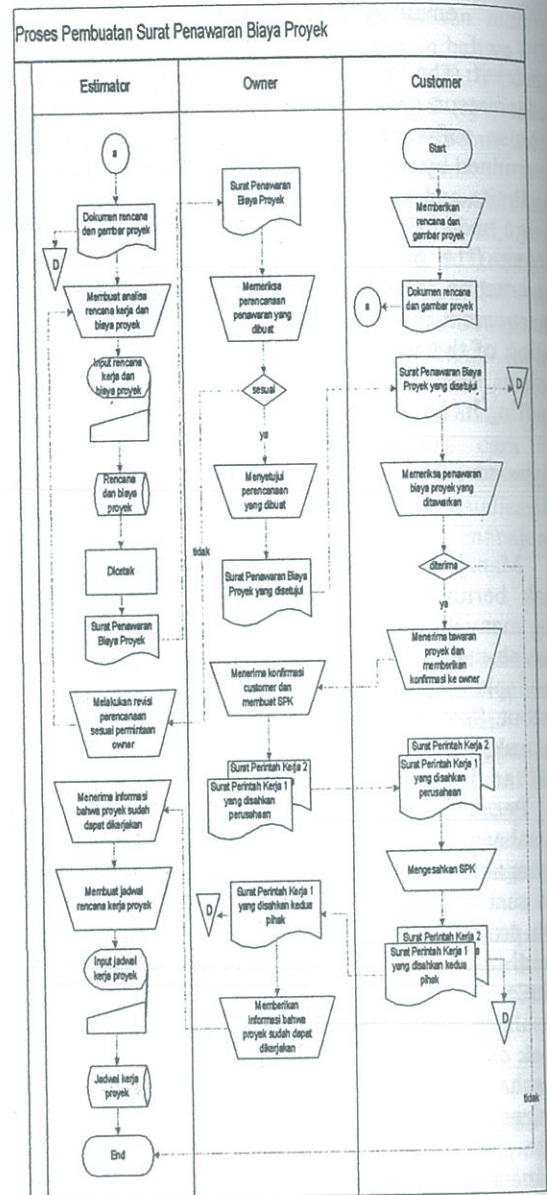 Proses Pembuatan Surat Penawaran Biaya Proyek
Estimator
Owner
Customer
a
Dokumen rencana
dan gambar proyek
D
Membuat analisa
rencana kerja dan
biaya proyek
Input rencana
kerja dan
biaya proyek
Rencana
dan biaya
proyek
Dicetak
Surat Penawaran
Biaya Proyek
Melakukan revisi
perencanaan
sesuai permintaan
owner
Menerima informasi
bahwa proyek sudah
dapat dikerjakan
Membuat jadwal
rencana kerja proyek
Input jadwal
kerja proyek
Jadwal kerja
proyek
End
Surat Penawaran
Biaya Proyek
Memeriksa
perencanaan
penawaran yang
dibuat
sesuai
ya
tidak
Menyetujui
perencanaan
yang dibuat
Surat Penawaran Biaya
Proyek yang disetujui
Menerima konfirmasi
customer dan
membuat SPK
Surat Perintah Kerja 2
Surat Perintah Kerja 1
yang disahkan
perusahaan
D
Surat Perintah Kerja 1
yang disahkan kedua
pihak
Memberikan
informasi bahwa
proyek sudah dapat
dikerjakan
Start
Memberikan
rencana dan
gambar proyek
a
Dokumen rencana
dan gambar proyek
Surat Penawaran Biaya
Proyek yang disetujui
D
Memeriksa penawaran
biaya proyek yang
ditawarkan
diterima
ya
Menerima tawaran
proyek dan
memberikan
konfirmasi ke owner
Surat Perintah Kerja 2
Surat Perintah Kerja 1
yang disahkan
perusahaan
Mengesahkan SPK
Surat Perintah Kerja 2
Surat Perintah Kerja 1
yang disahkan kedua
pihak
D
tidak